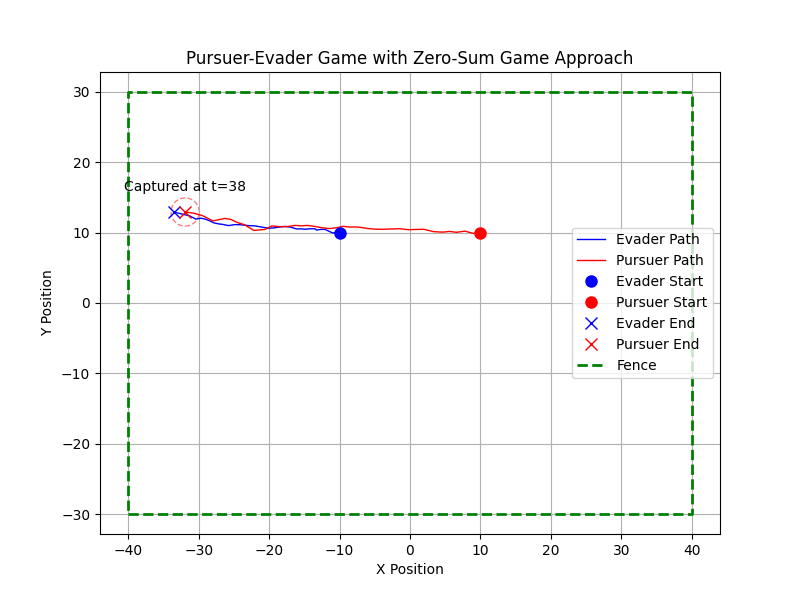 Pursuer-Evader Game with Zero-Sum Game Approach
30
20
10
0
−10
−20
−30
Y Position
Captured at t=38
Evader Path
Pursuer Path
Evader Start
Pursuer Start
Evader End
Pursuer End
Fence
−40
−30
−20
−10
0
10
20
30
40
X Position